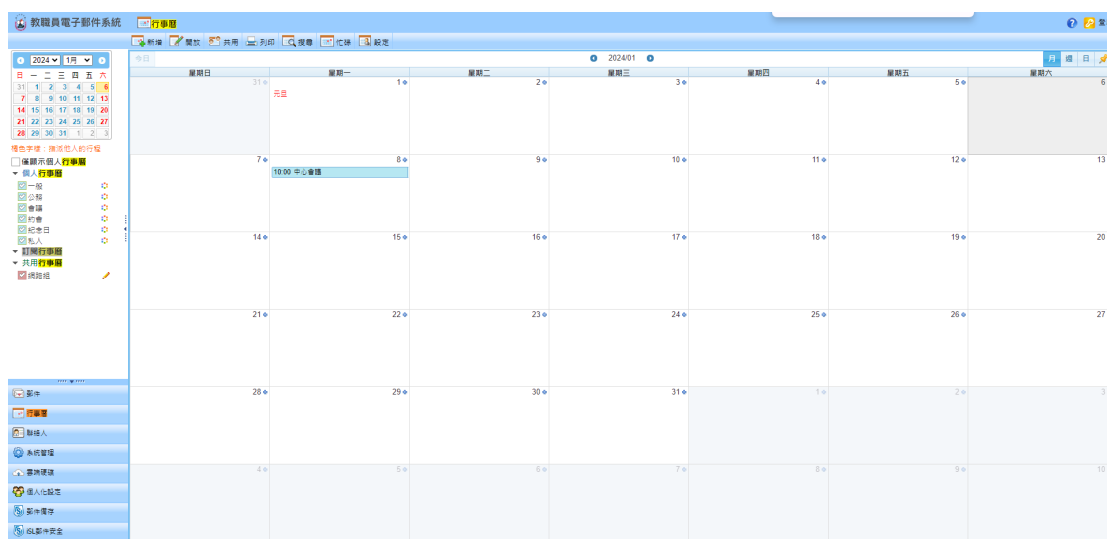 教職員電子郵件系統
行事曆
繁
新增 開放 共用 列印 搜尋 忙碌 設定
2024 1月
日 一 二 三 四 五 六
31 1 2 3 4 5 6
7 8 9 10 11 12 13
14 15 16 17 18 19 20
21 22 23 24 25 26 27
28 29 30 31 1 2 3
橘色字樣：指派他人的行程
僅顯示個人行事曆
個人行事曆
一般
公務
會議
約會
紀念日
私人
訂閱行事曆
共用行事曆
網路組
郵件
行事曆
聯絡人
系統管理
雲端硬碟
個人化設定
郵件備存
iSL郵件安全
今日 2024/01 月 週 日
星期日 星期一 星期二 星期三 星期四 星期五 星期六
31 1 2 3 4 5 6
元旦
7 8 9 10 11 12 13
10:00 中心會議
14 15 16 17 18 19 20
21 22 23 24 25 26 27
28 29 30 31 1 2 3
4 5 6 7 8 9 10